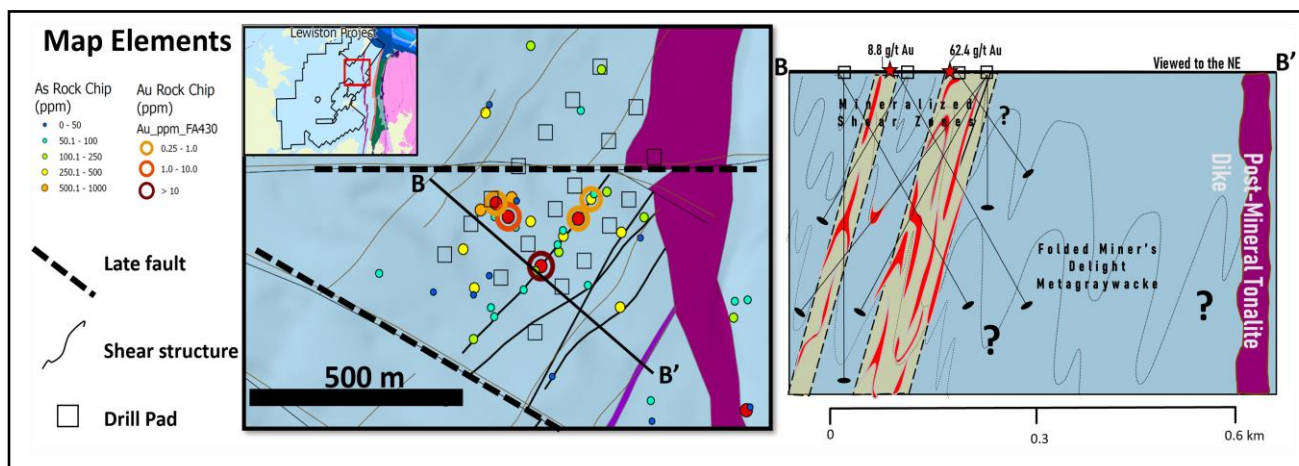 Map Elements
As Rock Chip
(ppm)
0 - 50
50.1 - 100
100.1 - 250
250.1 - 500
500.1 - 1000
Au Rock Chip
(ppm)
Au_ppm_FA430
0.25 - 1.0
1.0 - 10.0
> 10
Late fault
Shear structure
Drill Pad
Lewiston Project
B
B'
500 m
8.8 g/t Au
62.4 g/t Au
B
Viewed to the NE
B'
Mineralized
Shear Zones
?
Folded Miner's
Delight
Metagraywacke
?
?
Post-Mineral Tonalite
Dike
0
0.3
0.6 km